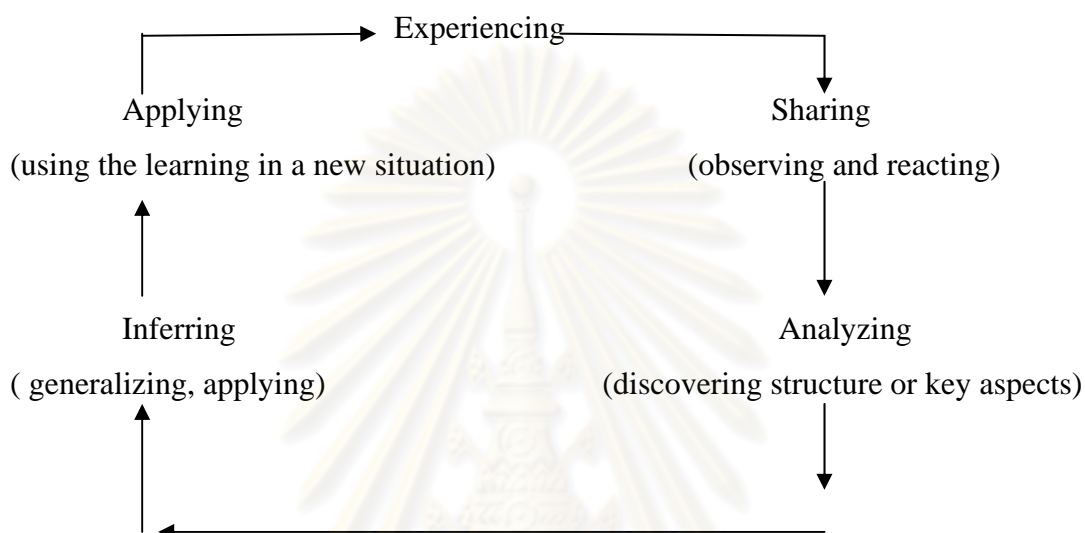 Experiencing
Applying Sharing
(using the learning in a new situation) (observing and reacting)
Inferring Analyzing
( generalizing, applying) (discovering structure or key aspects)